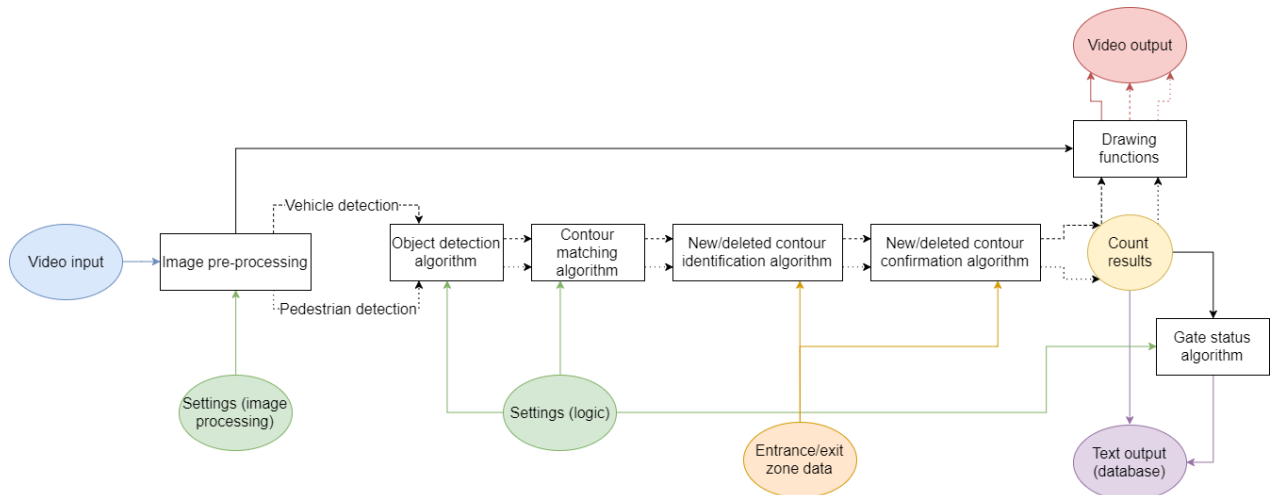 Video output
Drawing
functions
Vehicle detection
Video input
Image pre-processing
Object detection
algorithm
Contour
matching
algorithm
New/deleted contour
identification algorithm
New/deleted contour
confirmation algorithm
Count
results
Pedestrian detection
Gate status
algorithm
Settings (image
processing)
Settings (logic)
Entrance/exit
zone data
Text output
(database)